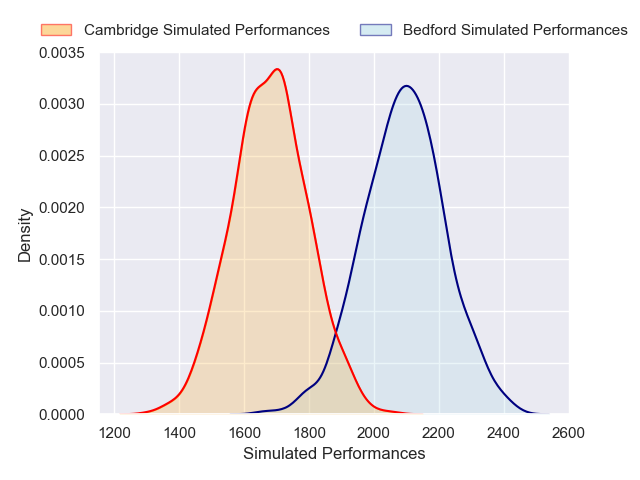 Cambridge Simulated Performances Bedford Simulated Performances
0.0035
0.0030
0.0025
0.0020
0.0015
0.0010
0.0005
0.0000
Density
1200 1400 1600 1800 2000 2200 2400 2600
Simulated Performances